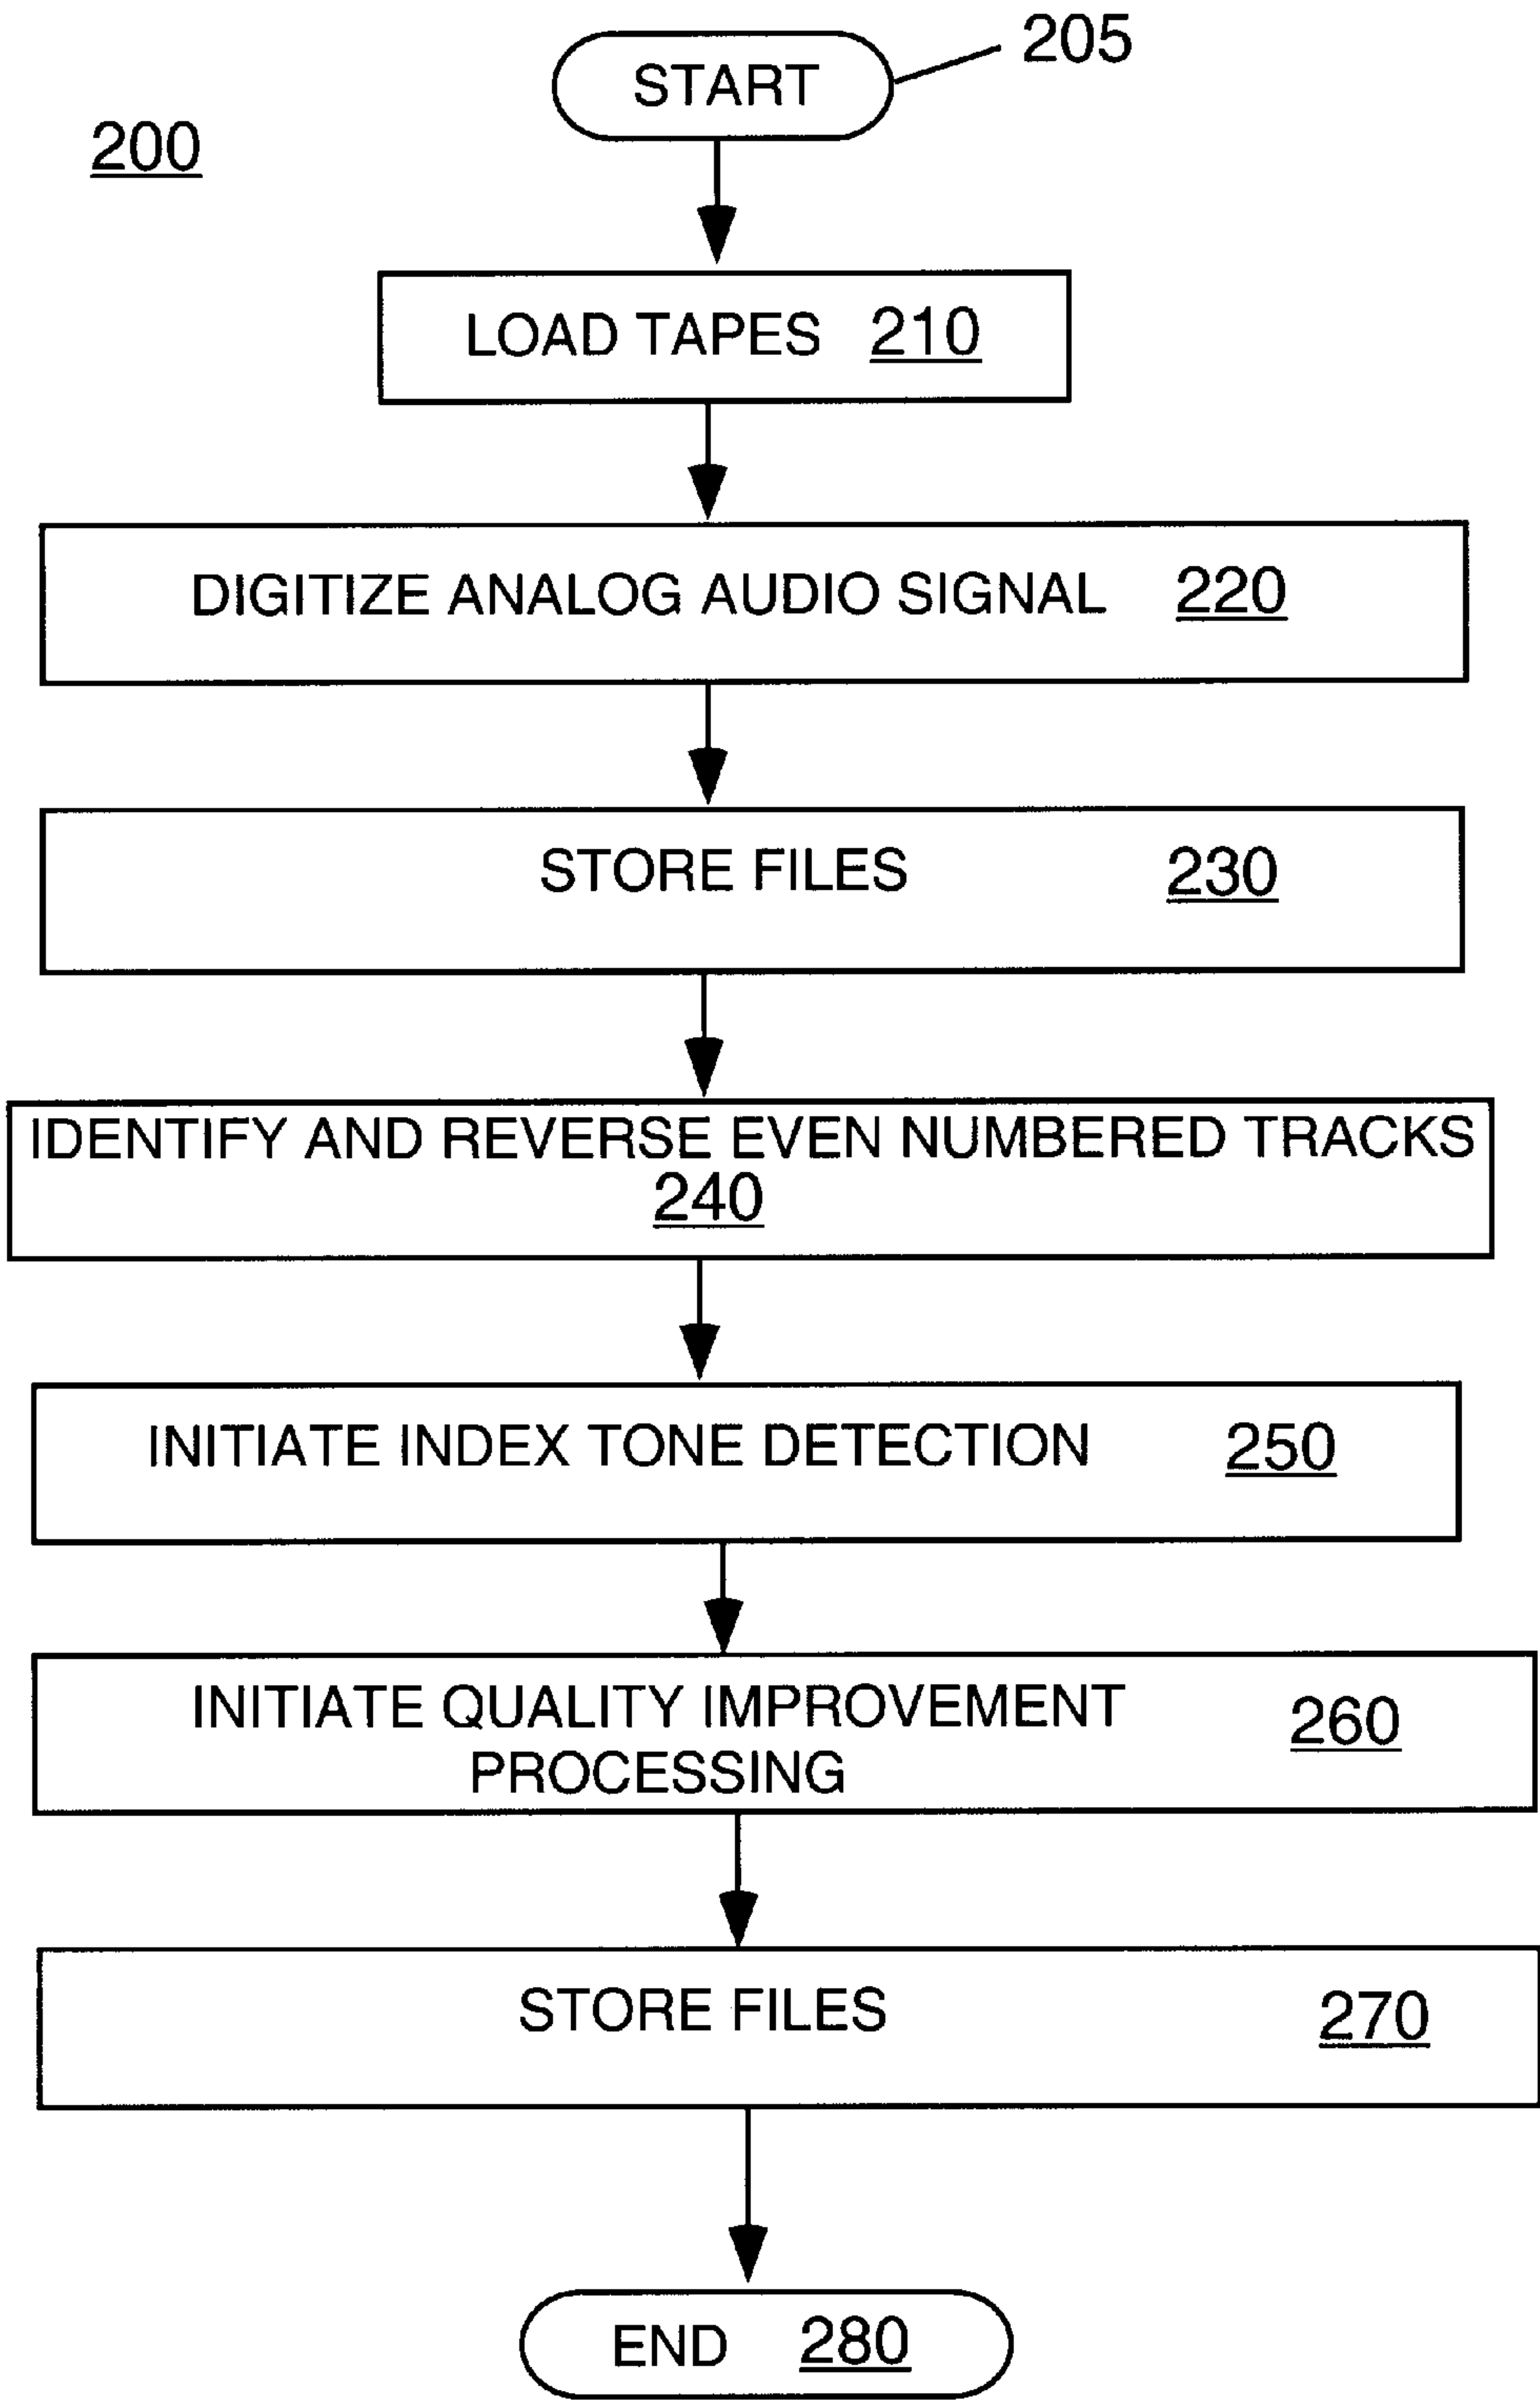 205
START
200
LOAD TAPES 210
DIGITIZE ANALOG AUDIO SIGNAL 220
STORE FILES 230
IDENTIFY AND REVERSE EVEN NUMBERED TRACKS
240
INITIATE INDEX TONE DETECTION 250
INITIATE QUALITY IMPROVEMENT 260
PROCESSING
STORE FILES 270
END 280